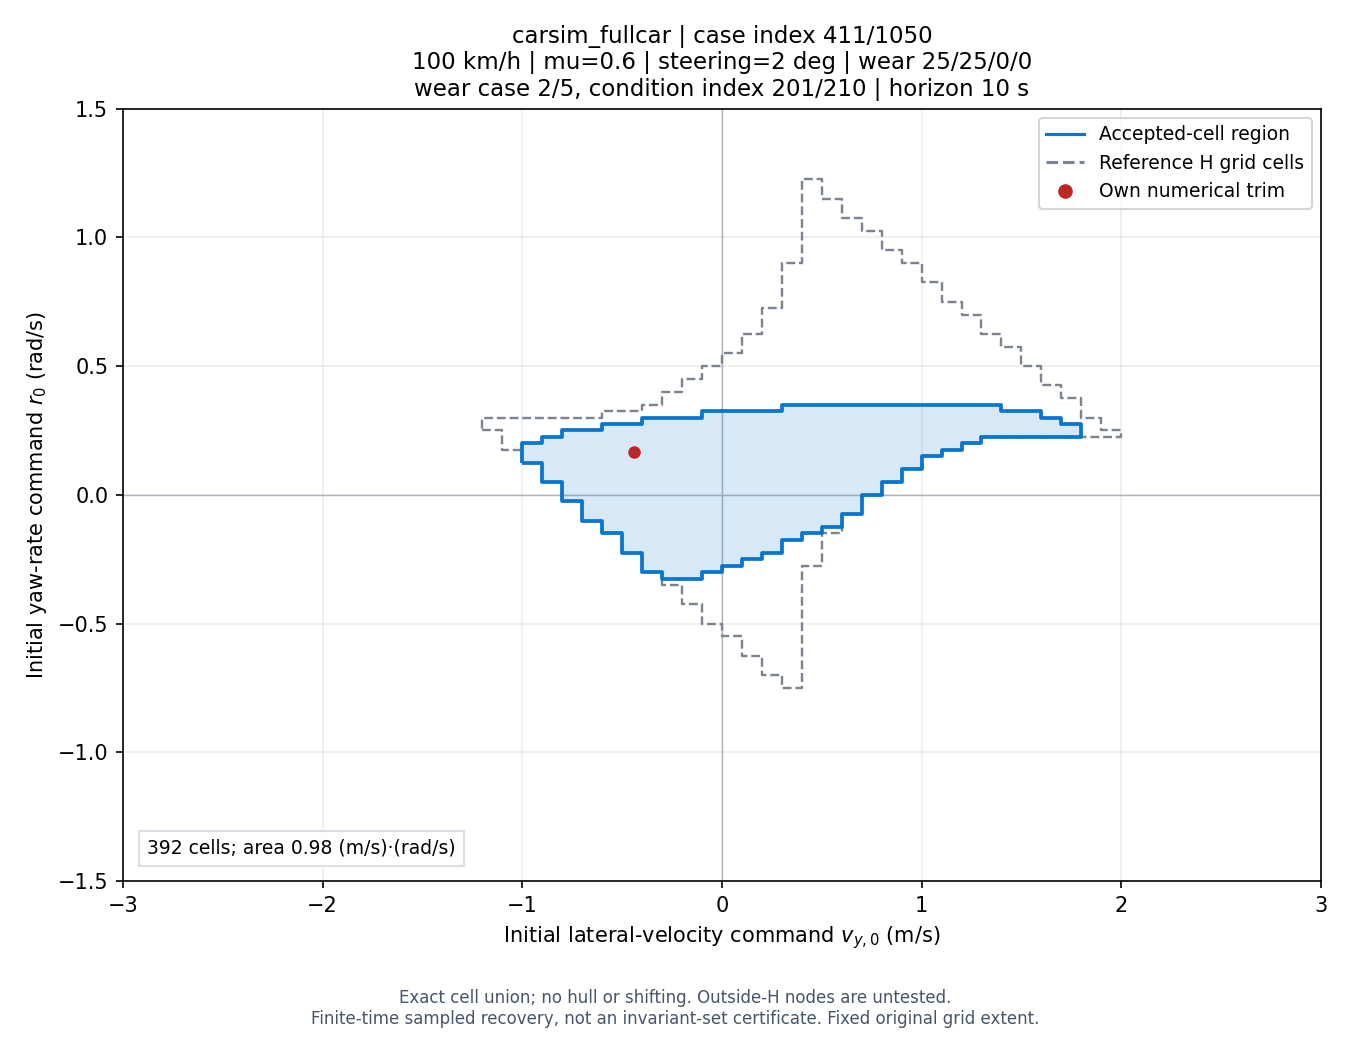 carsim_fullcar | case index 411/1050
100 km/h | mu=0.6 | steering=2 deg | wear 25/25/0/0
wear case 2/5, condition index 201/210 | horizon 10 s
Accepted-cell region
Reference H grid cells
Own numerical trim
Initial yaw-rate command r0 (rad/s)
1.5
1.0
0.5
0.0
−0.5
−1.0
−1.5
392 cells; area 0.98 (m/s)·(rad/s)
−3
−2
−1
0
1
2
3
Initial lateral-velocity command vy,0 (m/s)
Exact cell union; no hull or shifting. Outside-H nodes are untested.
Finite-time sampled recovery, not an invariant-set certificate. Fixed original grid extent.